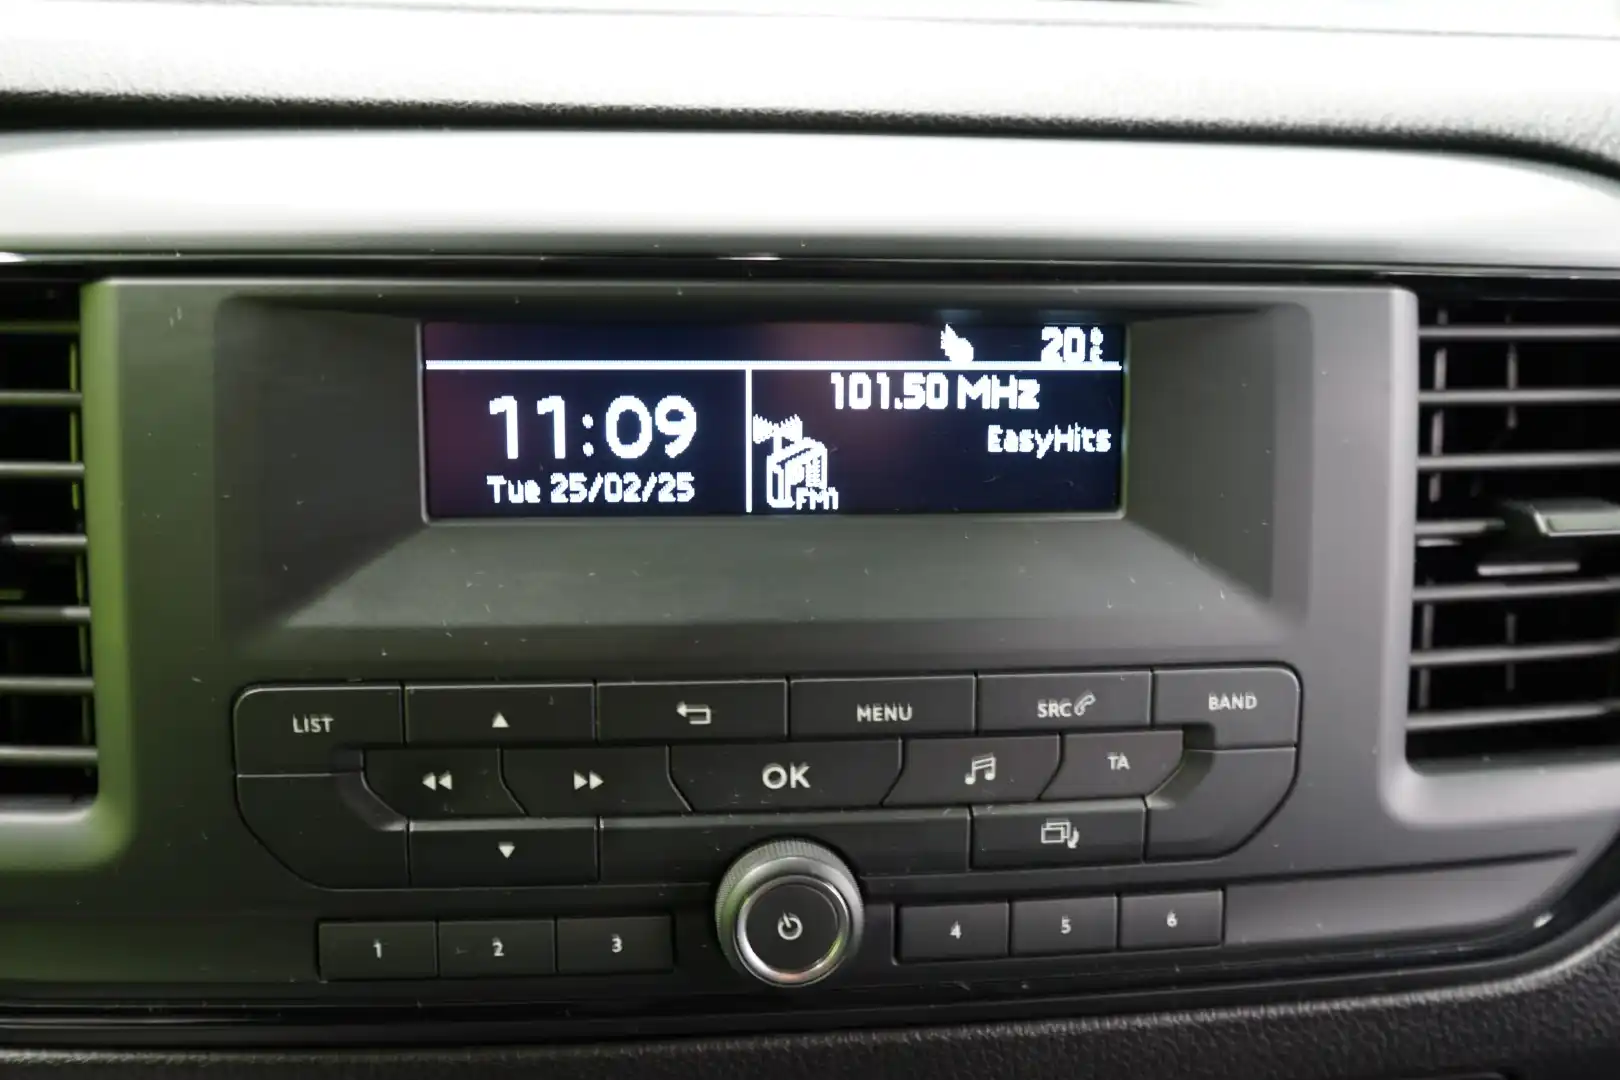 20°C
101.50 MHz
11:09
EasyHits
Tue 25/02/25
FM1
LIST
MENU
SRC
BAND
OK
TA
1
2
3
4
5
6